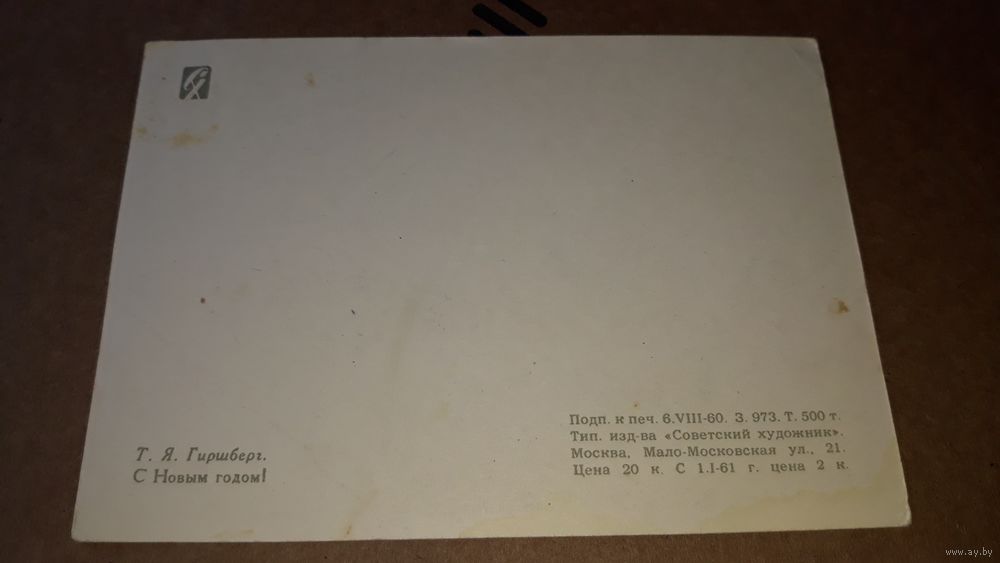 СХ
Т. Я. Гиршберг.
С Новым годом!
Подп. к печ. 6.VIII-60. З. 973. Т. 500 т.
Тип. изд-ва «Советский художник».
Москва, Мало-Московская ул., 21.
Цена 20 к. С 1.I-61 г. цена 2 к.
www.ay.by